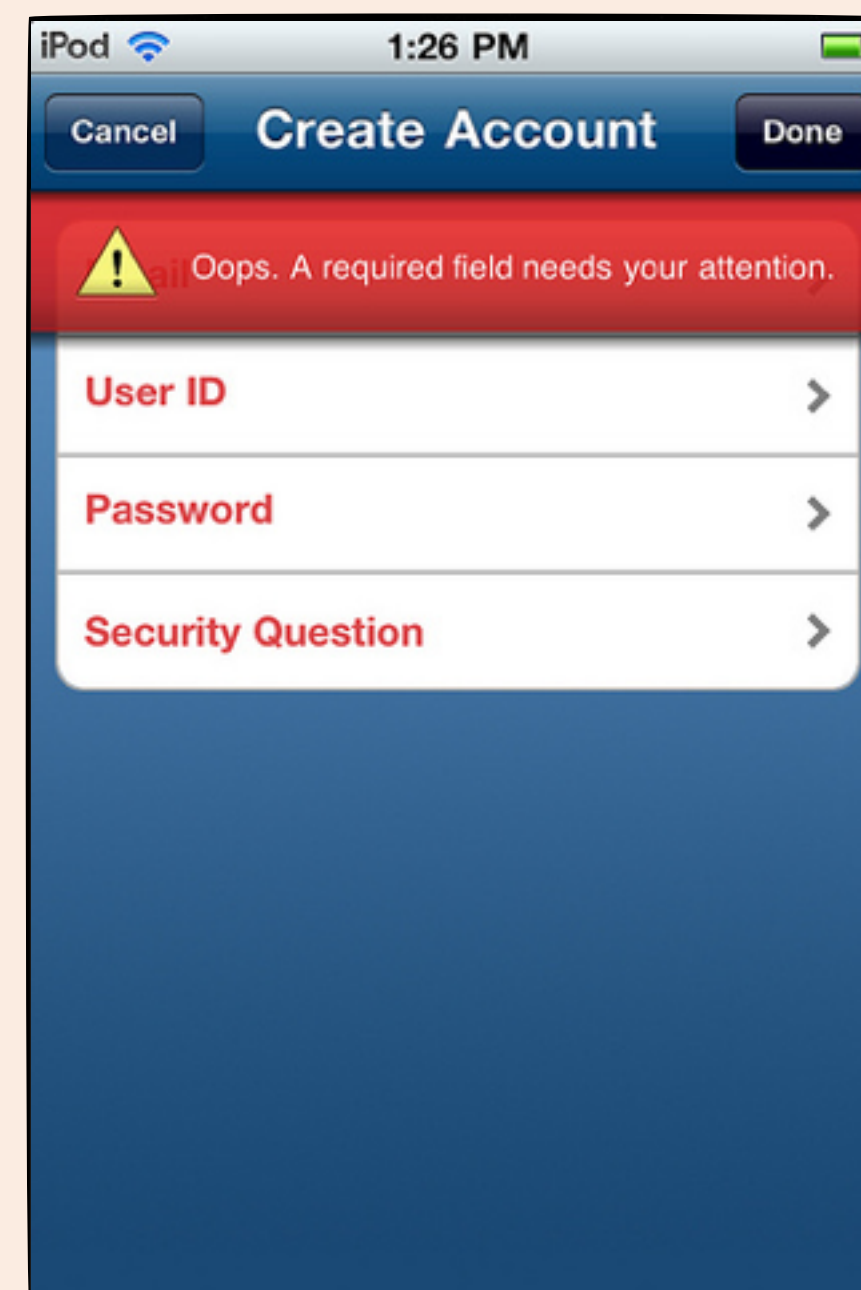 iPod 1:26 PM
Cancel Create Account Done
Oops. A required field needs your attention.
User ID
Password
Security Question